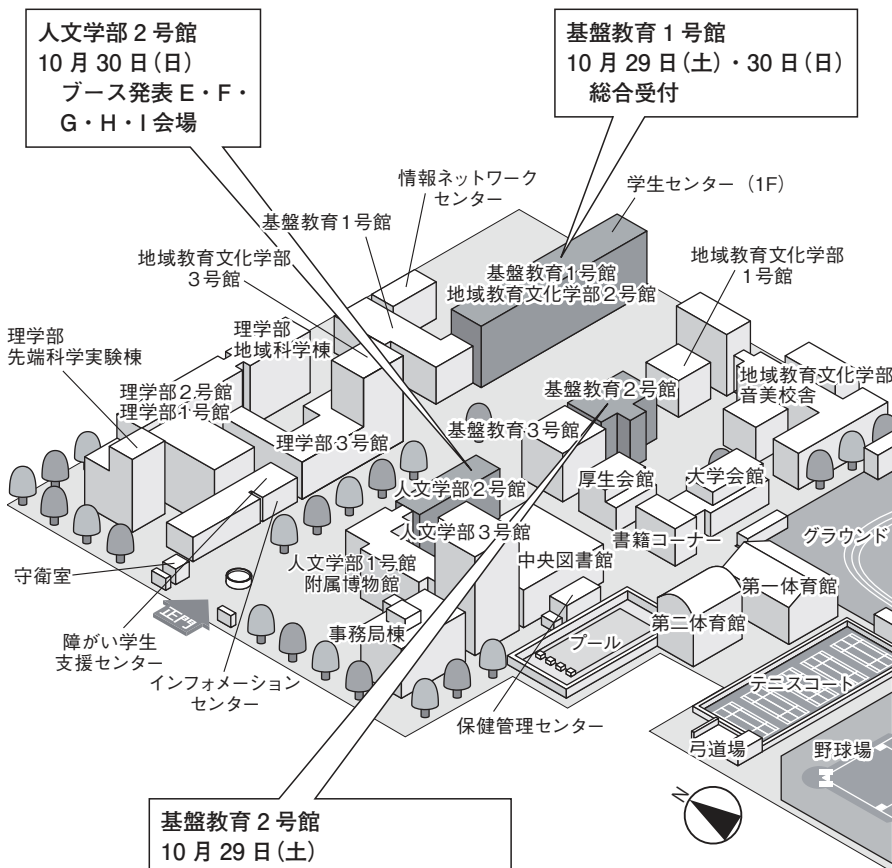 人文学部2号館
10月30日(日)
ブース発表E・F・
G・H・I会場
基盤教育1号館
10月29日(土)・30日(日)
総合受付
情報ネットワーク
センター
学生センター（1F）
基盤教育1号館
地域教育文化学部
3号館
基盤教育1号館
地域教育文化学部2号館
地域教育文化学部
1号館
理学部
先端科学実験棟
理学部
地域科学棟
理学部2号館
理学部1号館
基盤教育2号館
地域教育文化学部
音美校舎
理学部3号館
基盤教育3号館
人文学部2号館
厚生会館
大学会館
人文学部3号館
中央図書館
書籍コーナー
グラウンド
守衛室
人文学部1号館
附属博物館
第一体育館
正門
事務局棟
プール
第二体育館
障がい学生
支援センター
インフォメーション
センター
テニスコート
保健管理センター
弓道場
野球場
N
基盤教育2号館
10月29日(土)